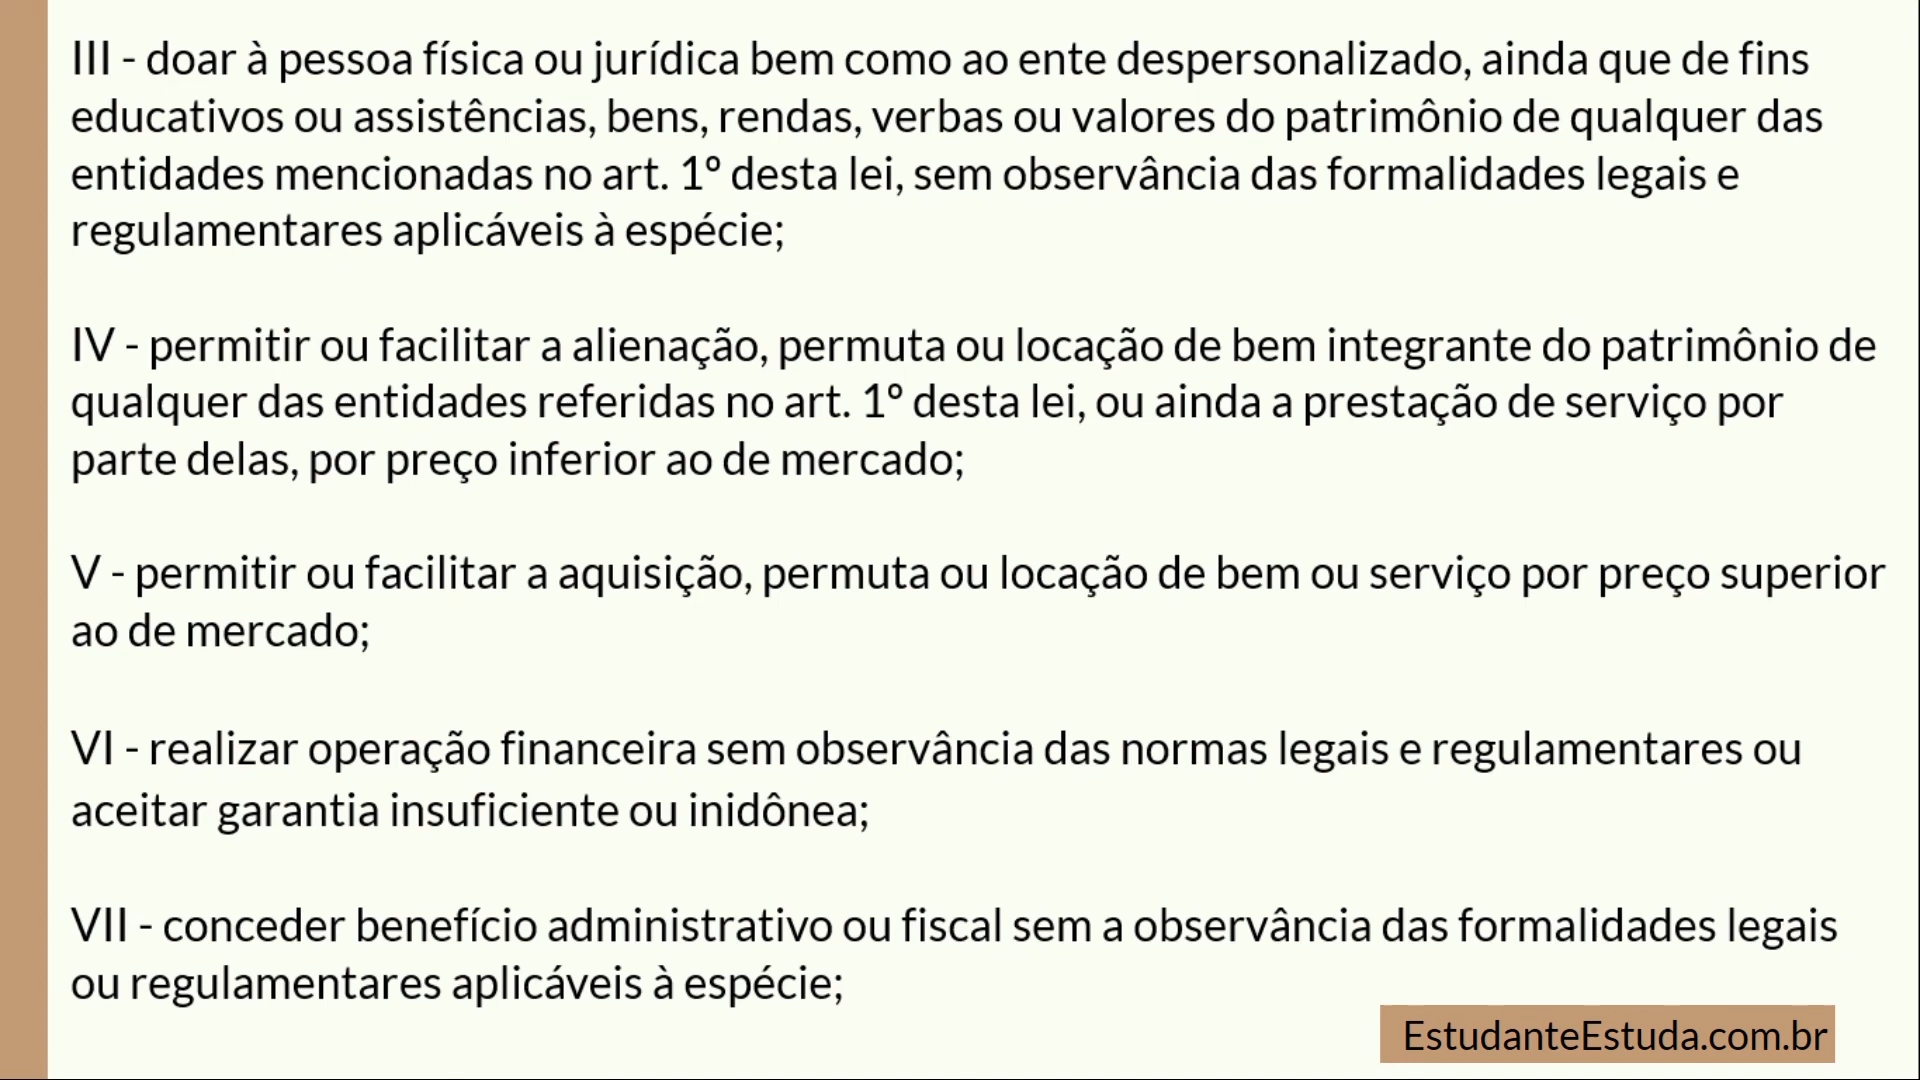 III - doar à pessoa física ou jurídica bem como ao ente despersonalizado, ainda que de fins
educativos ou assistências, bens, rendas, verbas ou valores do patrimônio de qualquer das
entidades mencionadas no art. 1º desta lei, sem observância das formalidades legais e
regulamentares aplicáveis à espécie;
IV - permitir ou facilitar a alienação, permuta ou locação de bem integrante do patrimônio de
qualquer das entidades referidas no art. 1º desta lei, ou ainda a prestação de serviço por
parte delas, por preço inferior ao de mercado;
V - permitir ou facilitar a aquisição, permuta ou locação de bem ou serviço por preço superior
ao de mercado;
VI - realizar operação financeira sem observância das normas legais e regulamentares ou
aceitar garantia insuficiente ou inidônea;
VII - conceder benefício administrativo ou fiscal sem a observância das formalidades legais
ou regulamentares aplicáveis à espécie;
EstudanteEstuda.com.br